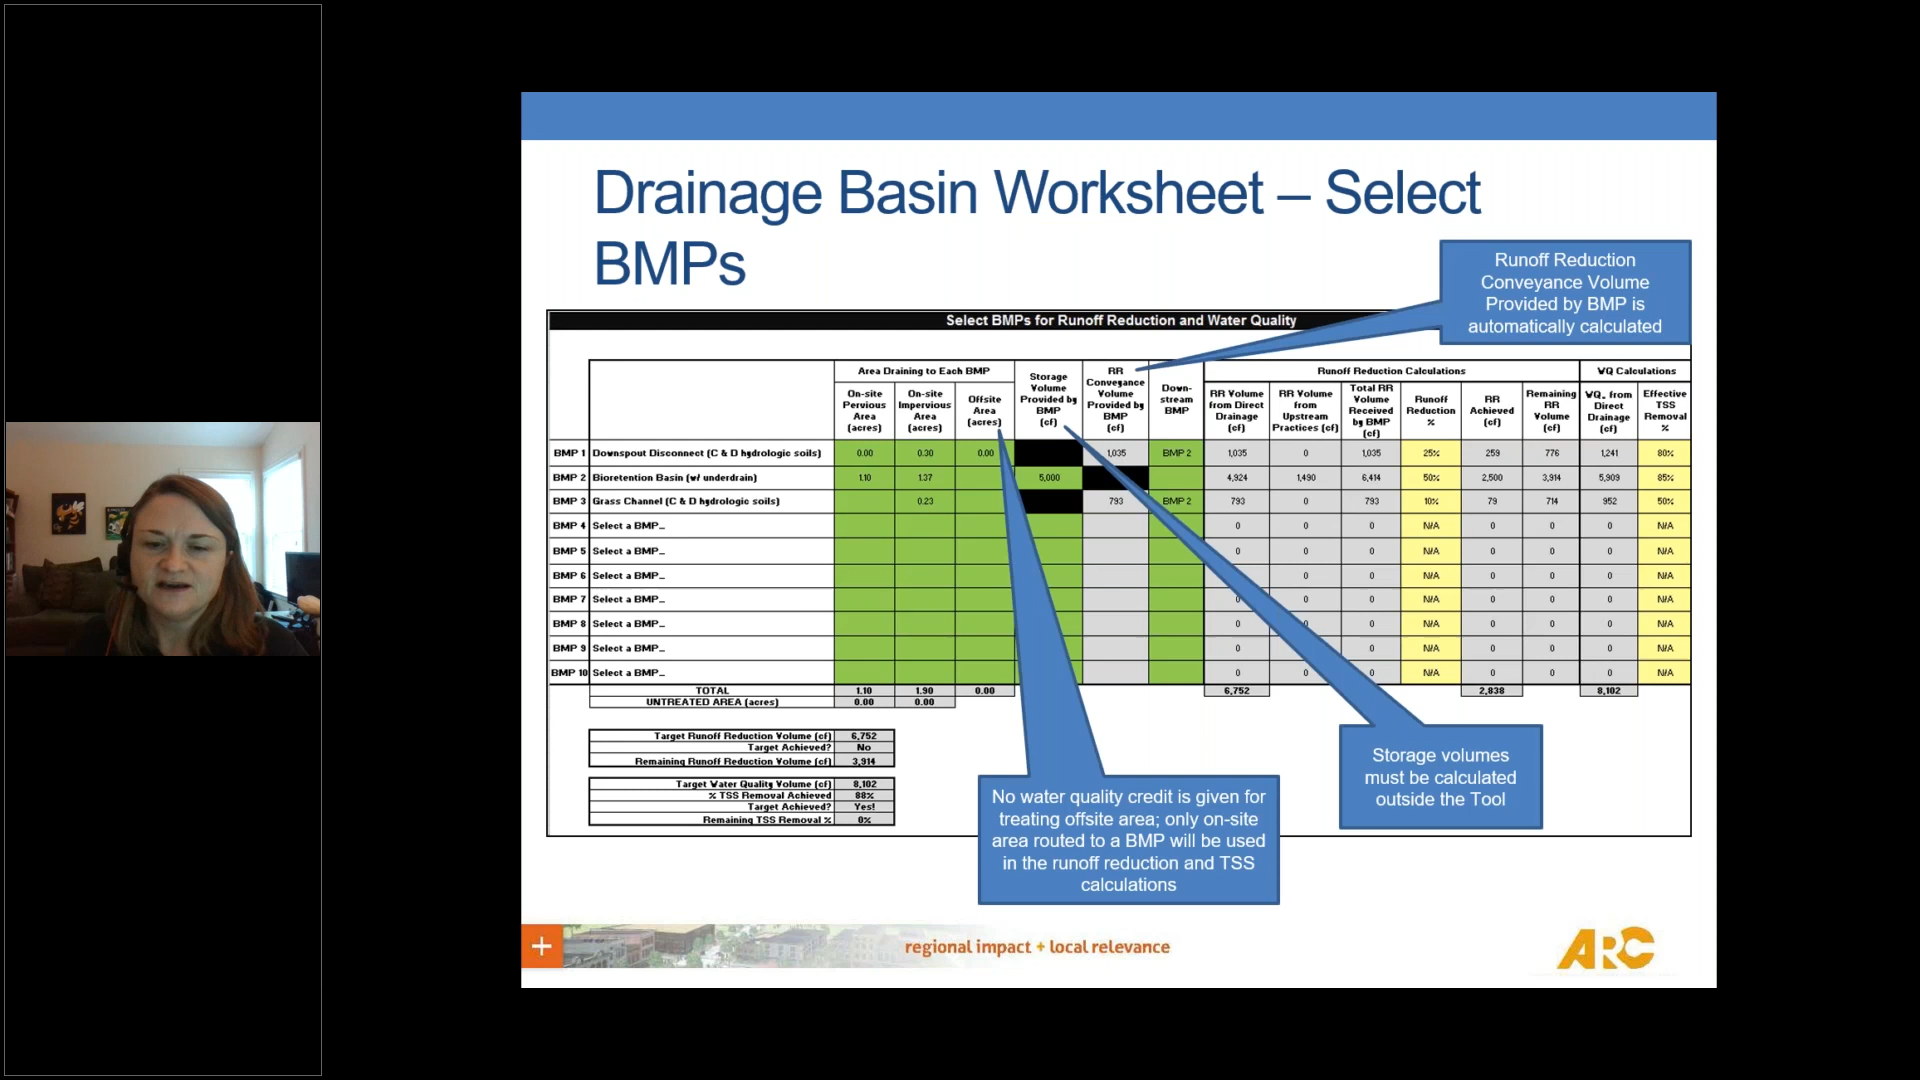 Drainage Basin Worksheet – Select
BMPs
Runoff Reduction
Conveyance Volume
Provided by BMP is
automatically calculated
Select BMPs for Runoff Reduction and Water Quality
Area Draining to Each BMP
On-site Pervious Area (acres)
On-site Impervious Area (acres)
Offsite Area (acres)
Storage Volume Provided by BMP (cf)
RR Conveyance Volume Provided by BMP (cf)
Down-stream BMP
Runoff Reduction Calculations
RR Volume from Direct Drainage (cf)
RR Volume from Upstream Practices (cf)
Total RR Volume Received by BMP (cf)
Runoff Reduction %
RR Achieved (cf)
Remaining RR Volume (cf)
WQ Calculations
WQv from Direct Drainage (cf)
Effective TSS Removal %
BMP 1 Downspout Disconnect (C & D hydrologic soils) 0.00 0.30 0.00 1,035 BMP 2 1,035 0 1,035 25% 259 776 1,241 80%
BMP 2 Bioretention Basin (w/ underdrain) 1.10 1.37 5,000 4,924 1,490 6,414 50% 2,500 3,914 5,909 85%
BMP 3 Grass Channel (C & D hydrologic soils) 0.23 793 BMP 2 793 0 793 10% 79 714 952 50%
BMP 4 Select a BMP... 0 0 0 N/A 0 0 0 N/A
BMP 5 Select a BMP... 0 0 0 N/A 0 0 0 N/A
BMP 6 Select a BMP... 0 0 0 N/A 0 0 0 N/A
BMP 7 Select a BMP... 0 0 0 N/A 0 0 0 N/A
BMP 8 Select a BMP... 0 0 0 N/A 0 0 0 N/A
BMP 9 Select a BMP... 0 0 0 N/A 0 0 0 N/A
BMP 10 Select a BMP... 0 0 0 N/A 0 0 0 N/A
TOTAL 1.10 1.90 0.00 6,752 2,838 8,102
UNTREATED AREA (acres) 0.00 0.00
Target Runoff Reduction Volume (cf) 6,752
Target Achieved? No
Remaining Runoff Reduction Volume (cf) 3,914
Target Water Quality Volume (cf) 8,102
% TSS Removal Achieved 88%
Target Achieved? Yes!
Remaining TSS Removal % 0%
No water quality credit is given for
treating offsite area; only on-site
area routed to a BMP will be used
in the runoff reduction and TSS
calculations
Storage volumes
must be calculated
outside the Tool
regional impact + local relevance
ARC